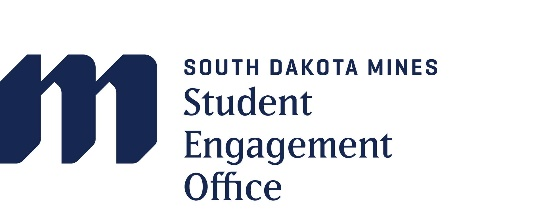 SOUTH DAKOTA MINES
Student
Engagement
Office